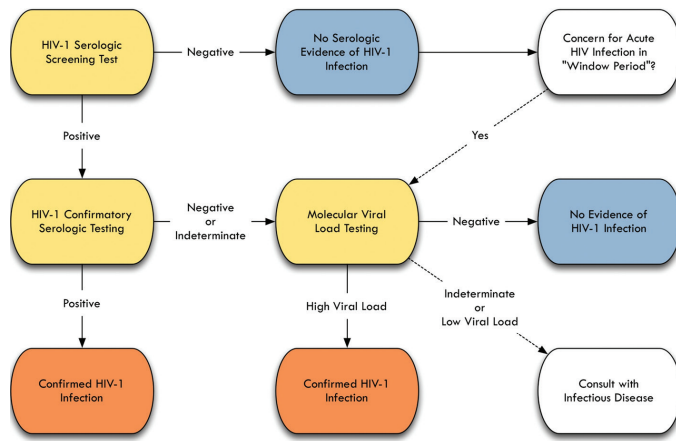 HIV-1 Serologic
Screening Test
Negative
No Serologic
Evidence of HIV-1
Infection
Concern for Acute
HIV Infection in
"Window Period"?
Positive
Yes
HIV-1 Confirmatory
Serologic Testing
Negative
or
Indeterminate
Molecular Viral
Load Testing
Negative
No Evidence of
HIV-1 Infection
Positive
High Viral Load
Indeterminate
or
Low Viral Load
Confirmed HIV-1
Infection
Confirmed HIV-1
Infection
Consult with
Infectious Disease